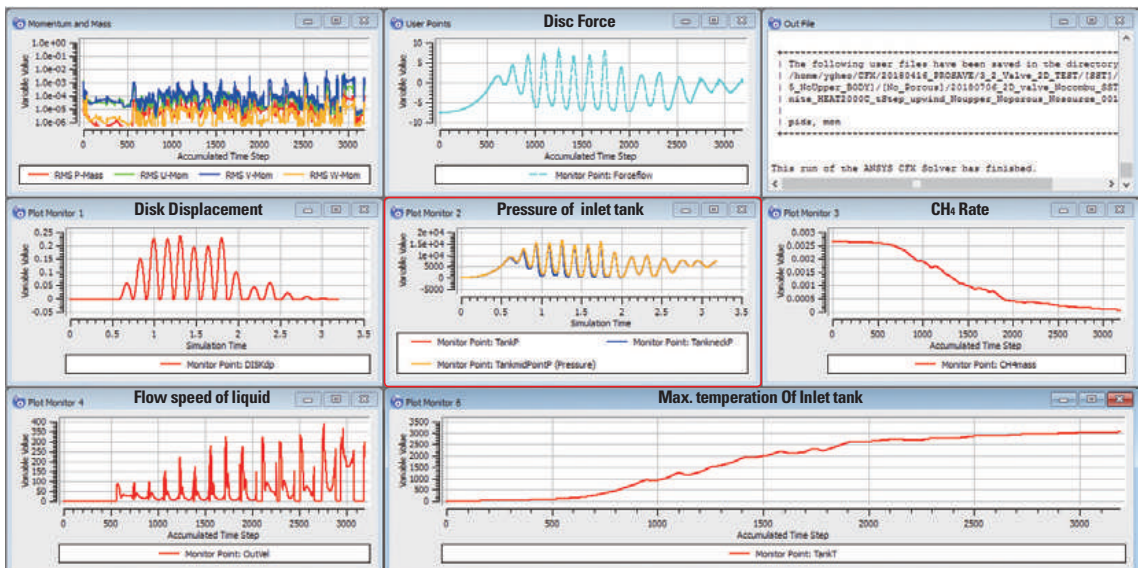 Momentum and Mass
Variable Value
1.0e+00
1.0e-01
1.0e-02
1.0e-03
1.0e-04
1.0e-05
1.0e-06
0 500 1000 1500 2000 2500 3000
Accumulated Time Step
RMS P-Mass RMS U-Mom RMS V-Mom RMS W-Mom
User Points
Disc Force
Variable Value
10
5
0
-5
-10
0 500 1000 1500 2000 2500 3000
Accumulated Time Step
Monitor Point: Forceflow
Out File
The following user files have been saved in the directory
/home/ygheo/CFX/20180416_PROSAVE/3_2_Valve_2D_TEST/[SST]/
5_NoUpper_BODY]/[No_Porous]/20180706_2D_valve_Nocombu_SST
nite_HEAT2000C_tStep_upwind_Noupper_Noporous_Nosource_001
pids, mon
This run of the ANSYS CFX Solver has finished.
Plot Monitor 1
Disk Displacement
Variable Value
0.25
0.2
0.15
0.1
0.05
0
-0.05
0 0.5 1 1.5 2 2.5 3 3.5
Simulation Time
Monitor Point: DISKdp
Plot Monitor 2
Pressure of inlet tank
Variable Value
2e+04
1.5e+04
1e+04
5000
0
-5000
0 0.5 1 1.5 2 2.5 3 3.5
Simulation Time
Monitor Point: TankP Monitor Point: TankneckP
Monitor Point: TankmidPointP (Pressure)
Plot Monitor 3
CH₄ Rate
Variable Value
0.003
0.0025
0.002
0.0015
0.001
0.0005
0
0 500 1000 1500 2000 2500 3000
Accumulated Time Step
Monitor Point: CH4mass
Plot Monitor 4
Flow speed of liquid
Variable Value
400
350
300
250
200
150
100
50
0
0 500 1000 1500 2000 2500 3000
Accumulated Time Step
Monitor Point: OutVel
Plot Monitor 6
Max. temperation Of Inlet tank
Variable Value
3500
3000
2500
2000
1500
1000
500
0
0 500 1000 1500 2000 2500 3000
Accumulated Time Step
Monitor Point: TankT